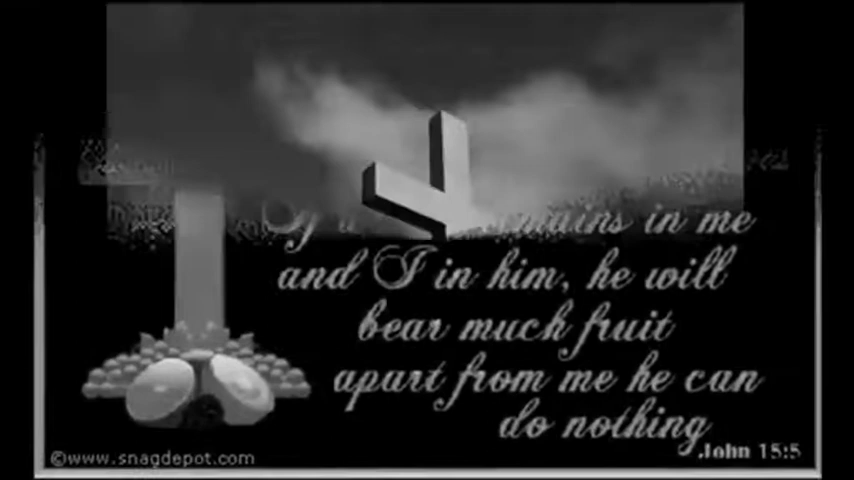 remains in me
and I in him, he will
bear much fruit
apart from me he can
do nothing
John 15:5
©www.snagdepot.com